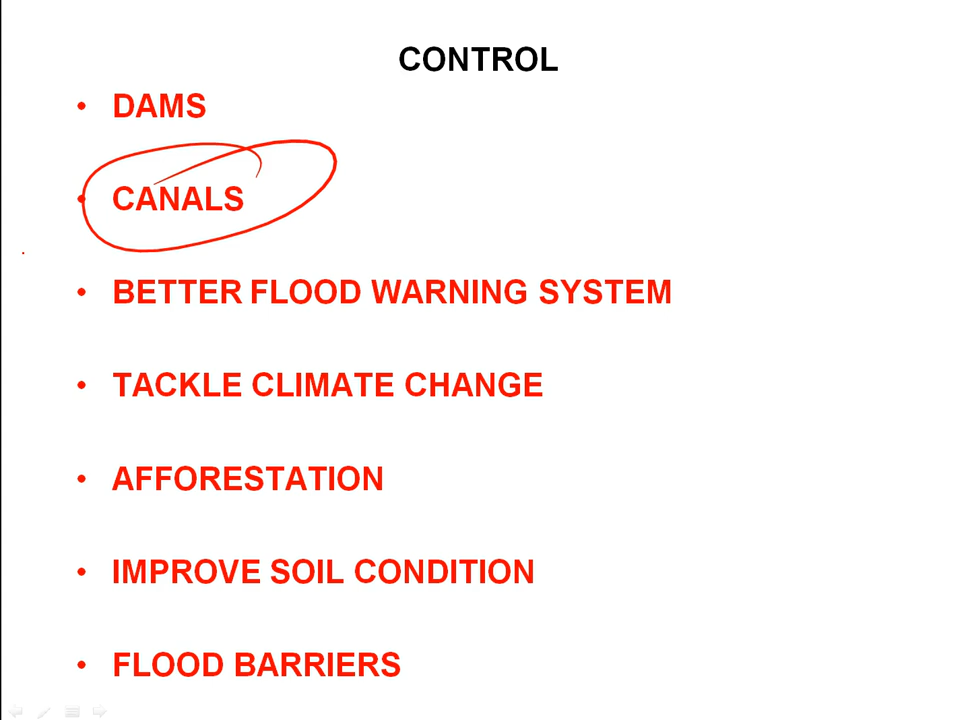 CONTROL
• DAMS
• CANALS
• BETTER FLOOD WARNING SYSTEM
• TACKLE CLIMATE CHANGE
• AFFORESTATION
• IMPROVE SOIL CONDITION
• FLOOD BARRIERS